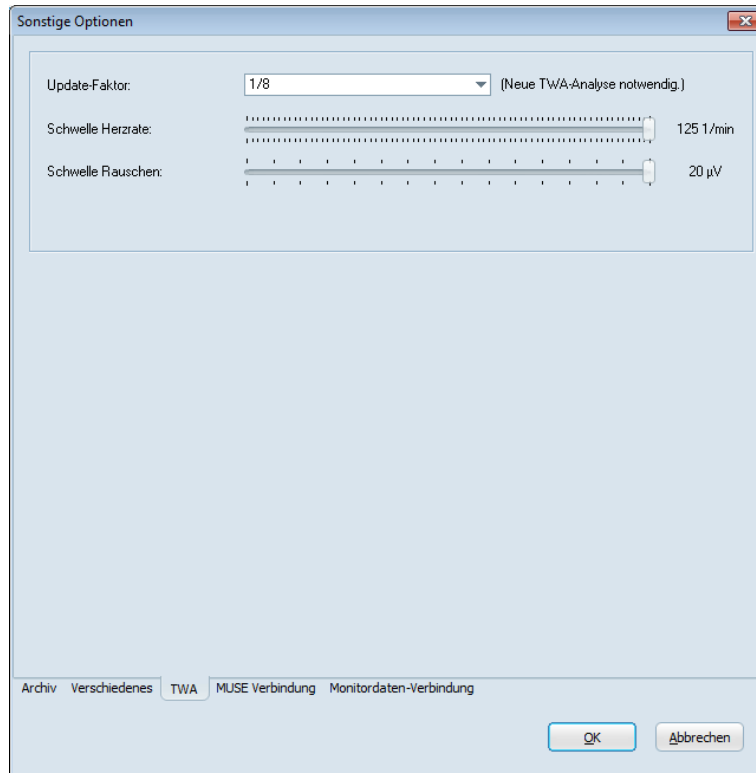 Sonstige Optionen
Update-Faktor: 1/8 (Neue TWA-Analyse notwendig.)
Schwelle Herzrate: 125 1/min
Schwelle Rauschen: 20 µV
Archiv Verschiedenes TWA MUSE Verbindung Monitordaten-Verbindung
OK Abbrechen